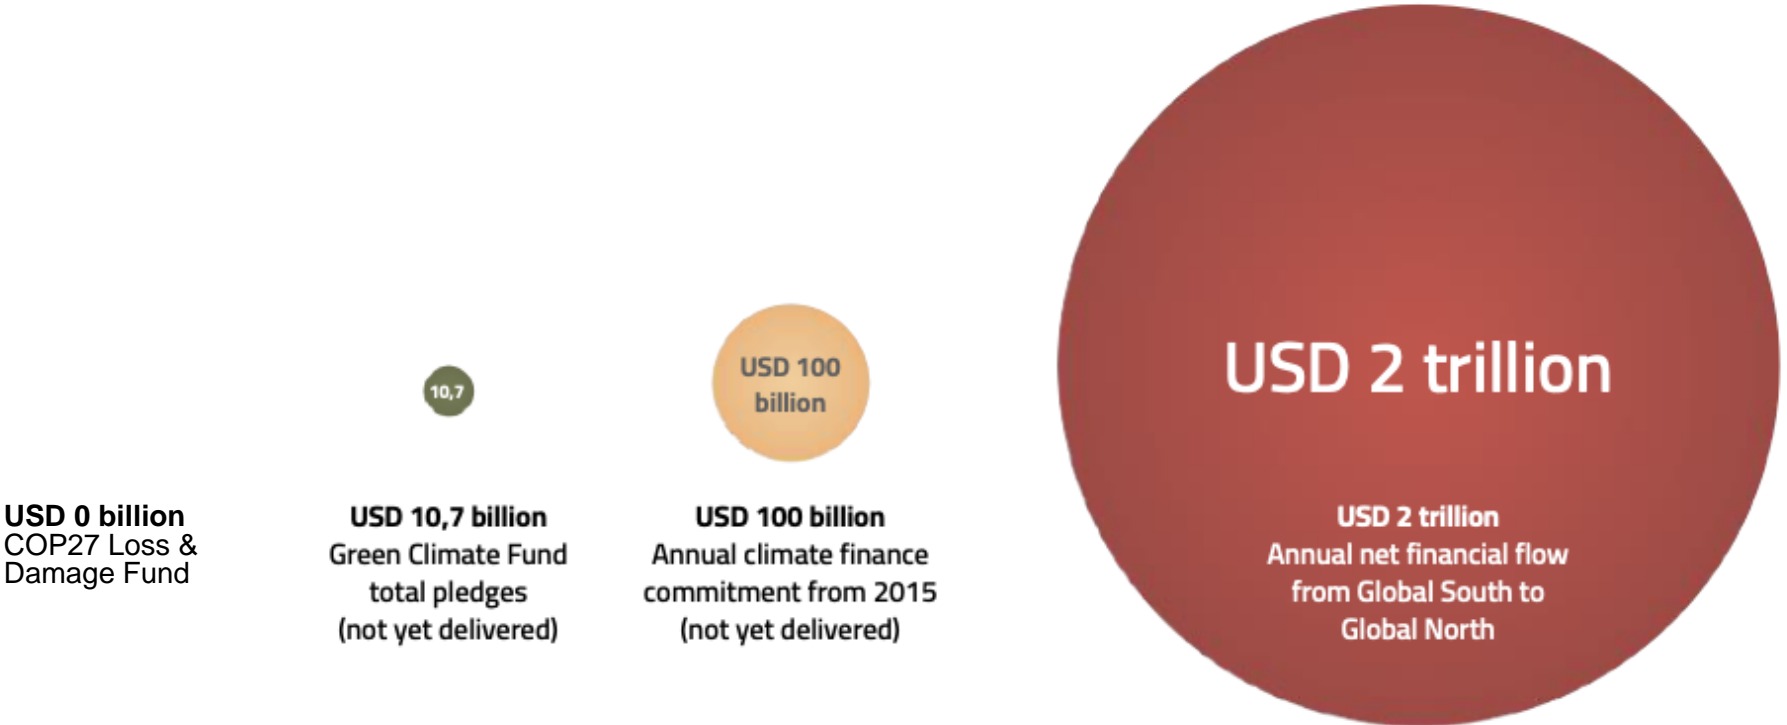 USD 0 billion
COP27 Loss &
Damage Fund
10,7
USD 10,7 billion
Green Climate Fund
total pledges
(not yet delivered)
USD 100
billion
USD 100 billion
Annual climate finance
commitment from 2015
(not yet delivered)
USD 2 trillion
USD 2 trillion
Annual net financial flow
from Global South to
Global North